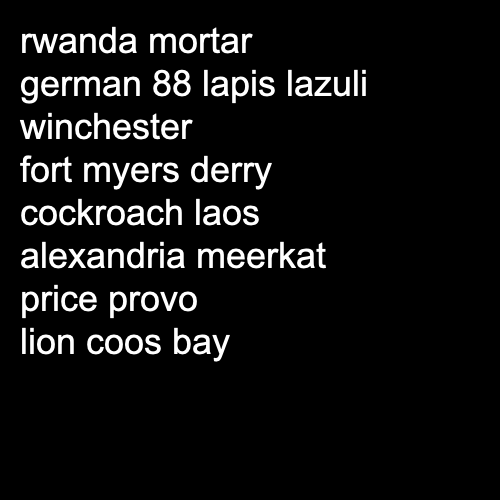 rwanda mortar
german 88 lapis lazuli
winchester
fort myers derry
cockroach laos
alexandria meerkat
price provo
lion coos bay